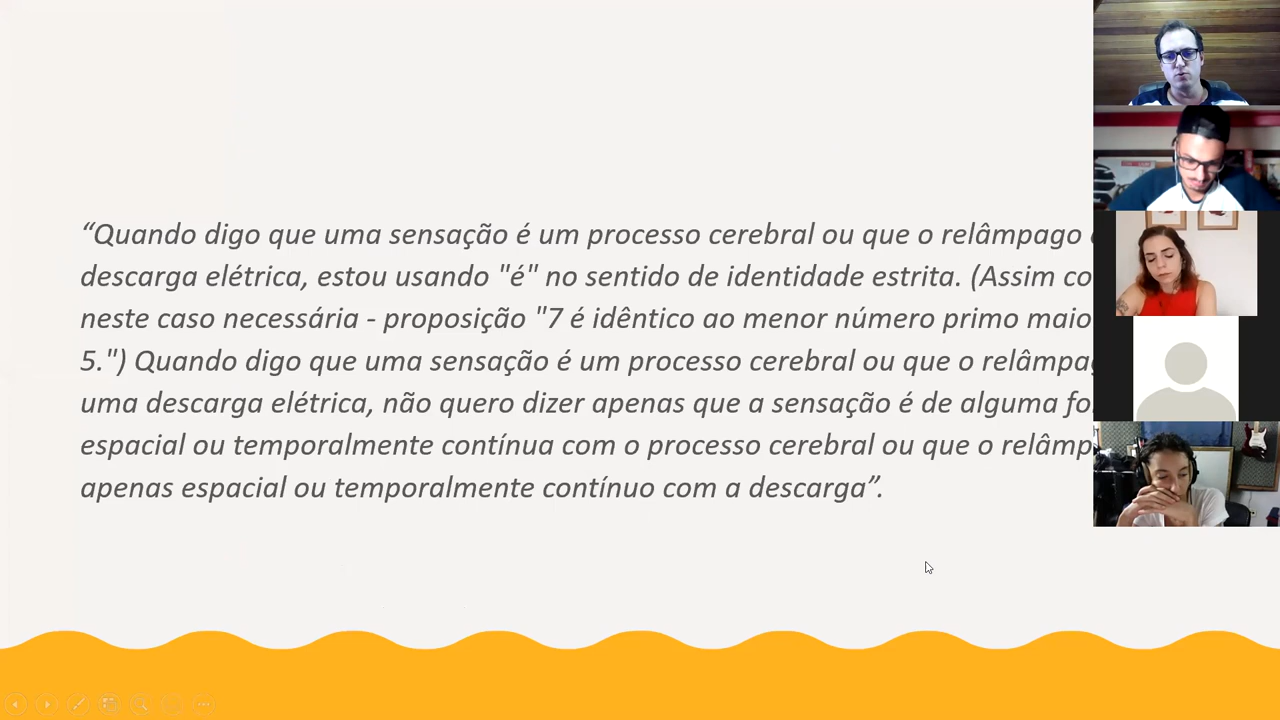 “Quando digo que uma sensação é um processo cerebral ou que o relâmpago
descarga elétrica, estou usando "é" no sentido de identidade estrita. (Assim co
neste caso necessária - proposição "7 é idêntico ao menor número primo maio
5.") Quando digo que uma sensação é um processo cerebral ou que o relâmpag
uma descarga elétrica, não quero dizer apenas que a sensação é de alguma fo
espacial ou temporalmente contínua com o processo cerebral ou que o relâmp
apenas espacial ou temporalmente contínuo com a descarga”.